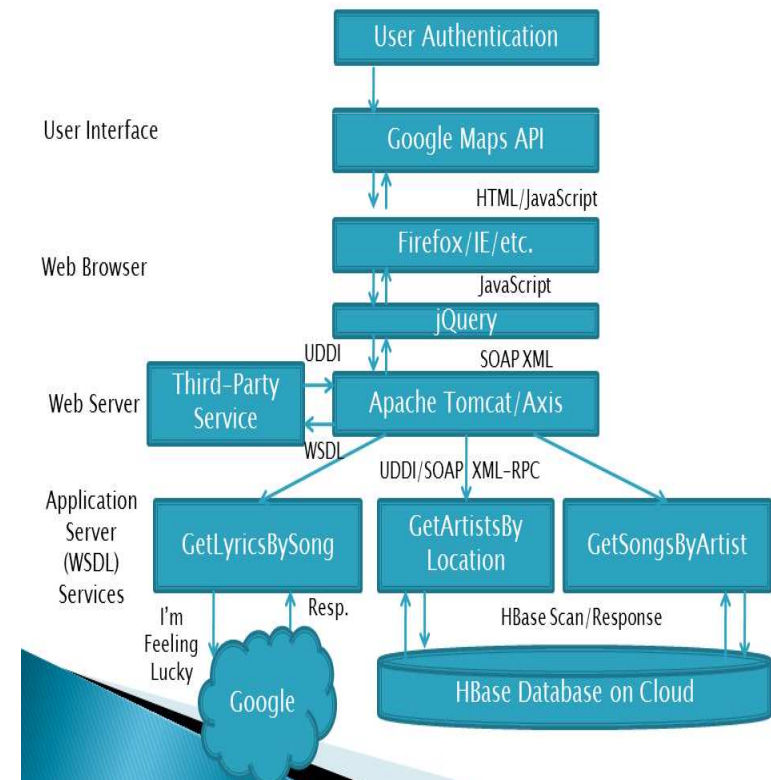 User Authentication
User Interface
Google Maps API
HTML/JavaScript
Firefox/IE/etc.
Web Browser
JavaScript
jQuery
UDDI
SOAP XML
Third-Party
Service
Web Server
Apache Tomcat/Axis
WSDL
UDDI/SOAP XML-RPC
Application
Server
(WSDL)
Services
GetLyricsBySong
GetArtistsBy
Location
GetSongsByArtist
I'm
Feeling
Lucky
Resp.
HBase Scan/Response
Google
HBase Database on Cloud